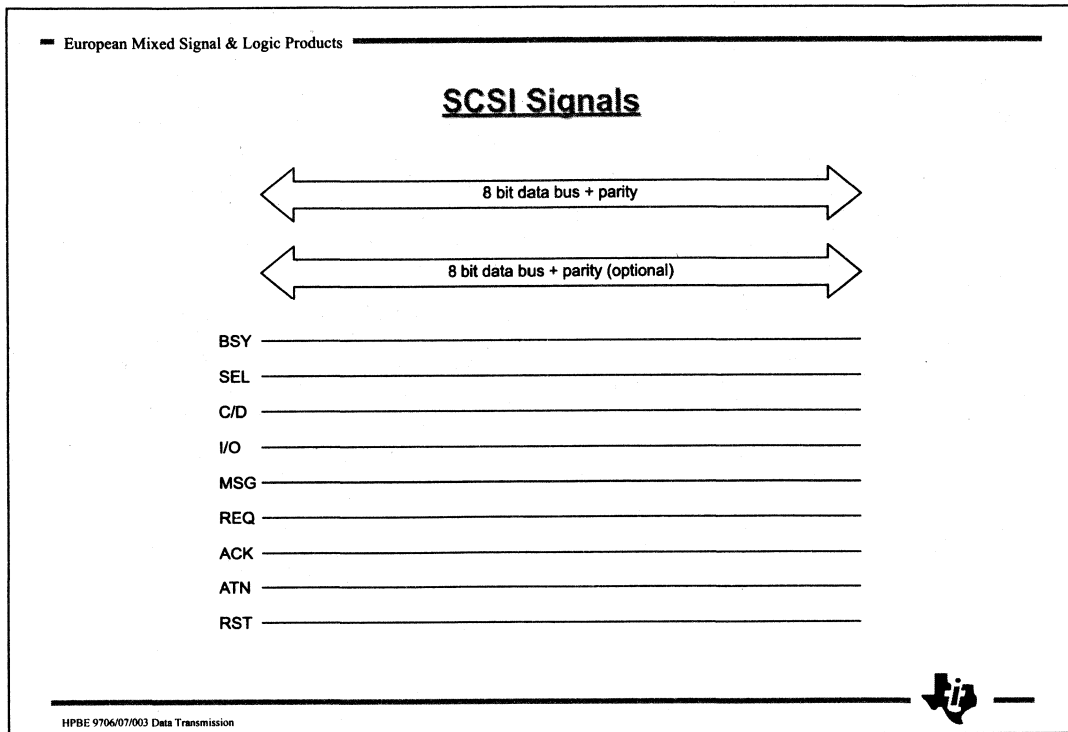 European Mixed Signal & Logic Products
SCSI Signals
8 bit data bus + parity
8 bit data bus + parity (optional)
BSY
SEL
C/D
I/O
MSG
REQ
ACK
ATN
RST
HPBE 9706/07/003 Data Transmission